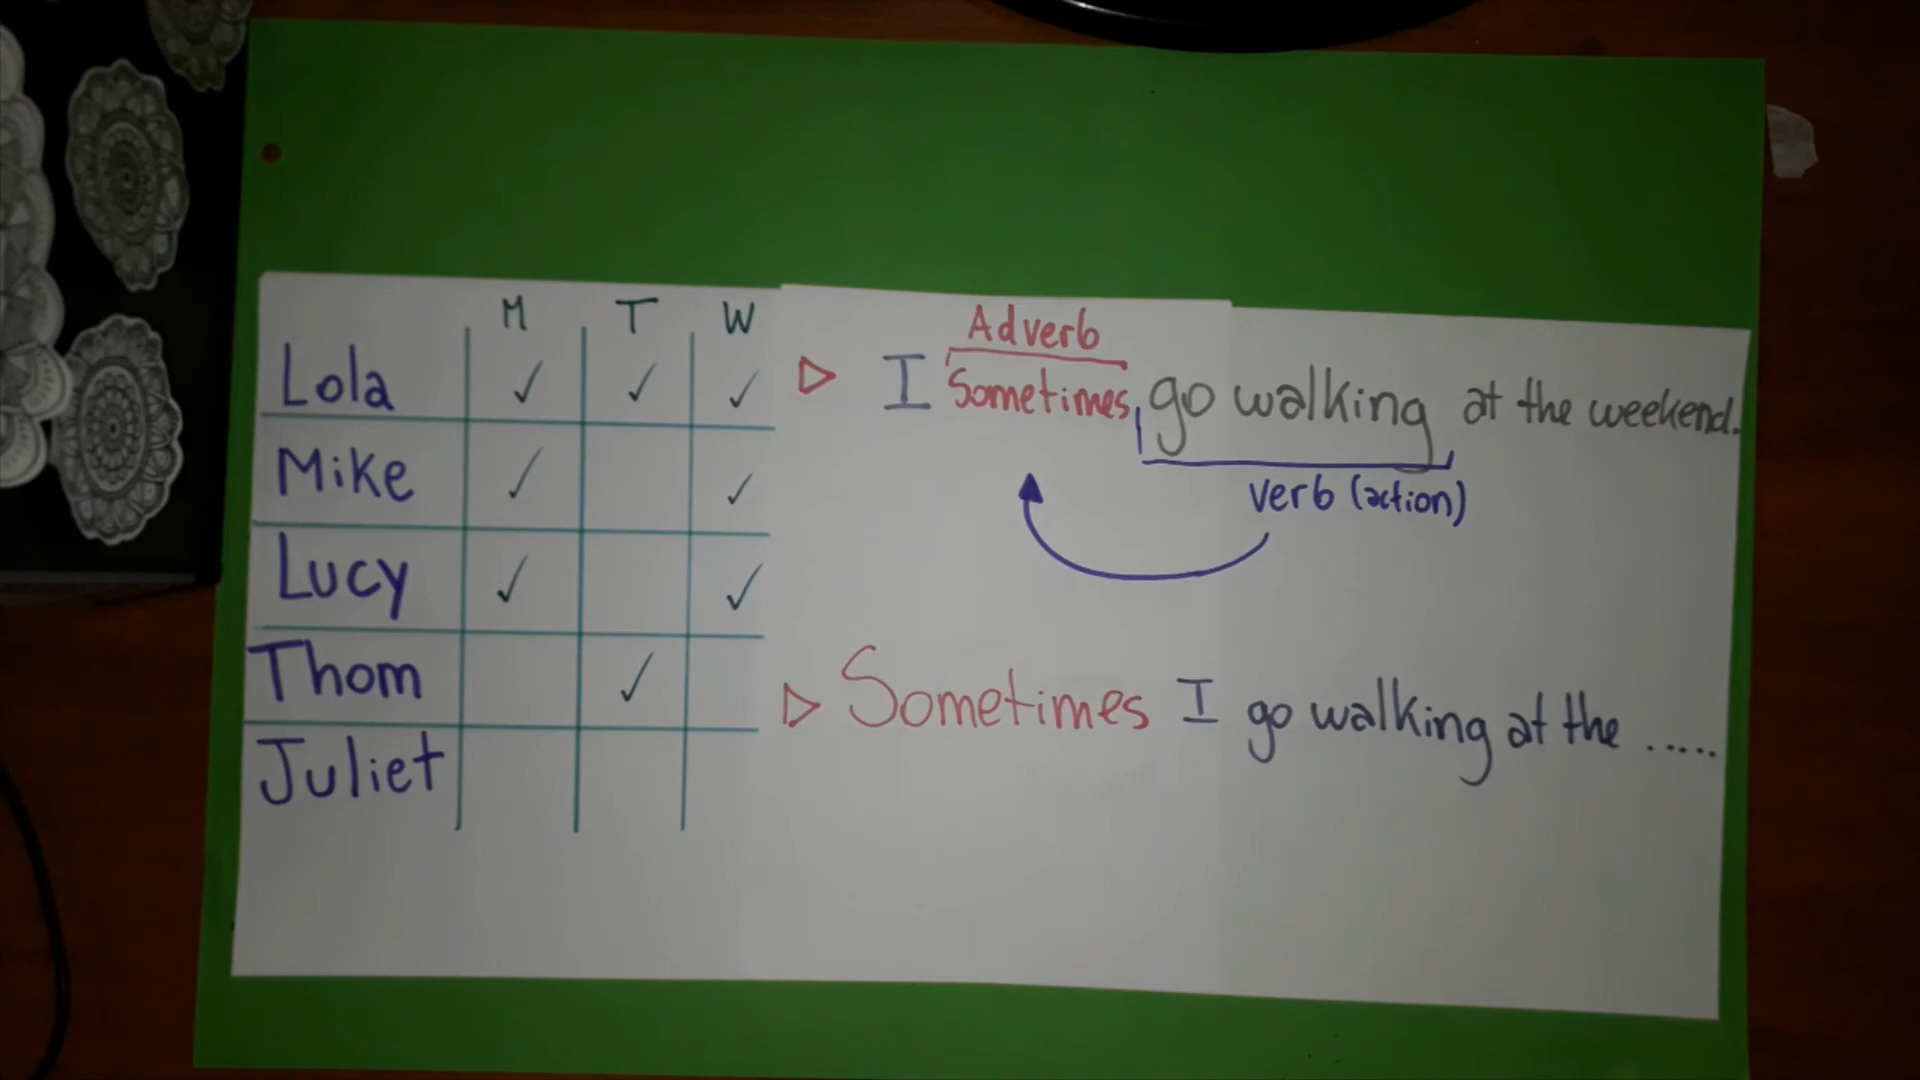 M T W
Lola ✓ ✓ ✓
Mike ✓ ✓
Lucy ✓ ✓
Thom ✓
Juliet
Adverb
▷ I Sometimes, go walking at the weekend.
verb (action)
▷ Sometimes I go walking at the .....